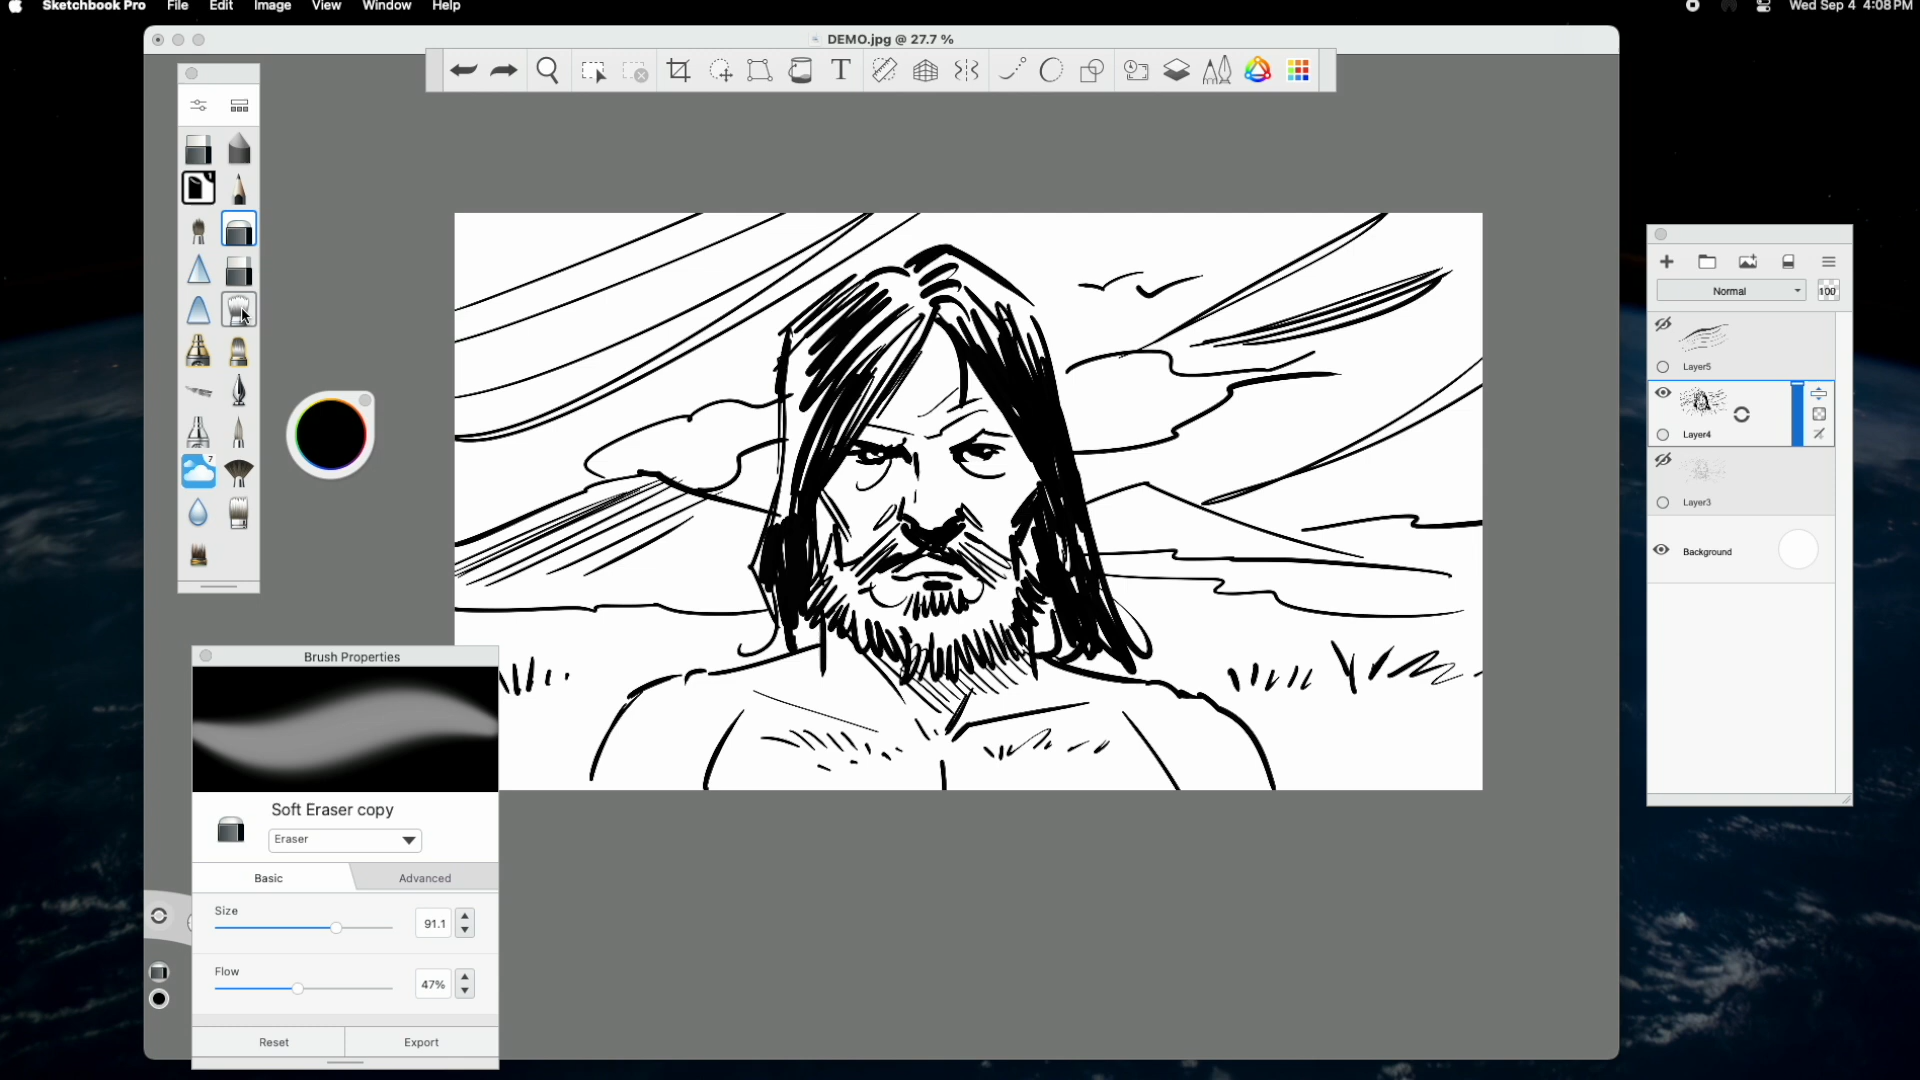 Sketchbook Pro File Edit Image View Window Help
Wed Sep 4 4:08 PM
DEMO.jpg @ 27.7 %
T
Normal
100
Layer5
Layer4
Layer3
Background
7
Brush Properties
Soft Eraser copy
Eraser
Basic
Advanced
Size
91.1
Flow
47%
Reset
Export